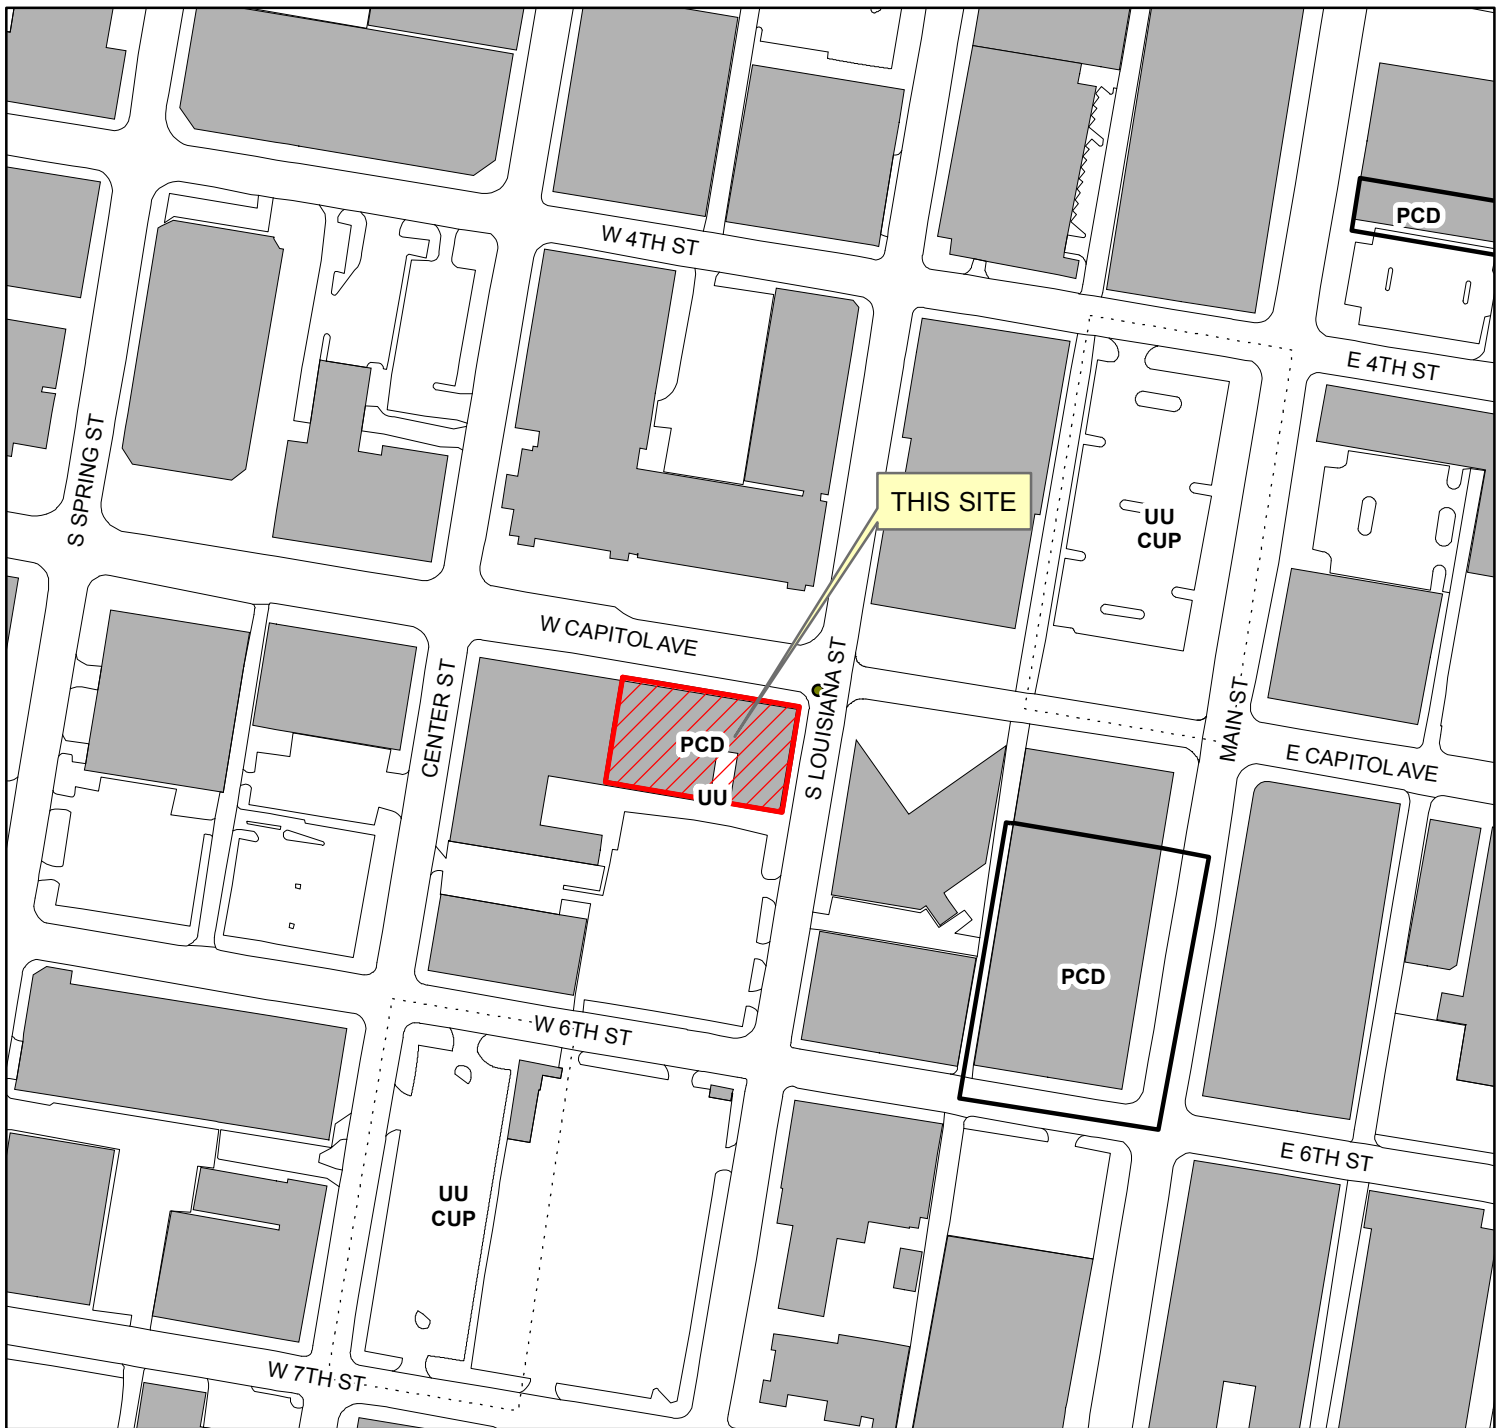 PCD
W 4TH ST
E 4TH ST
S SPRING ST
THIS SITE
UU
CUP
W CAPITOL AVE
S LOUISIANA ST
CENTER ST
MAIN ST
PCD
UU
E CAPITOL AVE
PCD
W 6TH ST
E 6TH ST
UU
CUP
W 7TH ST